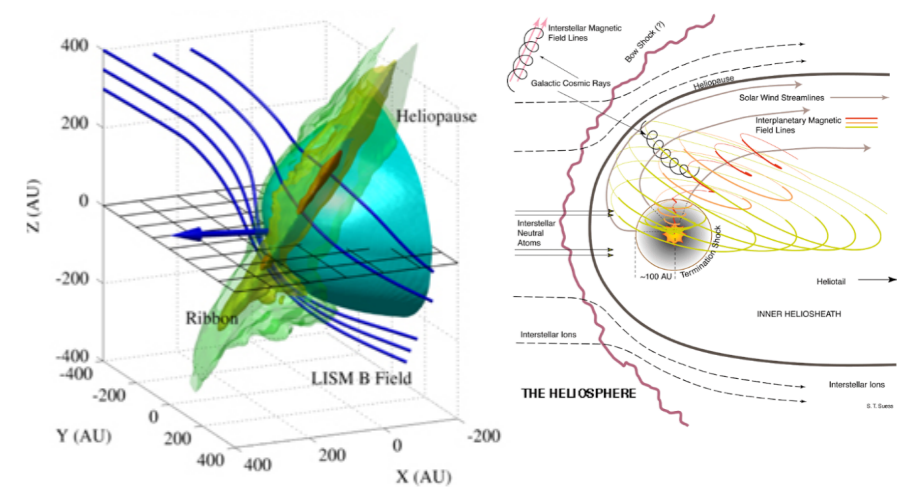 400
200
0
-200
-400
Z (AU)
Heliopause
Ribbon
LISM B Field
-400
-200
0
200
400
Y (AU)
400
200
0
-200
X (AU)
Interstellar Magnetic
Field Lines
Bow Shock (?)
Galactic Cosmic Rays
Heliopause
Solar Wind Streamlines
Interplanetary Magnetic
Field Lines
Interstellar
Neutral
Atoms
~100 AU
Termination Shock
Heliotail
INNER HELIOSHEATH
Interstellar Ions
THE HELIOSPHERE
Interstellar Ions
S. T. Suess